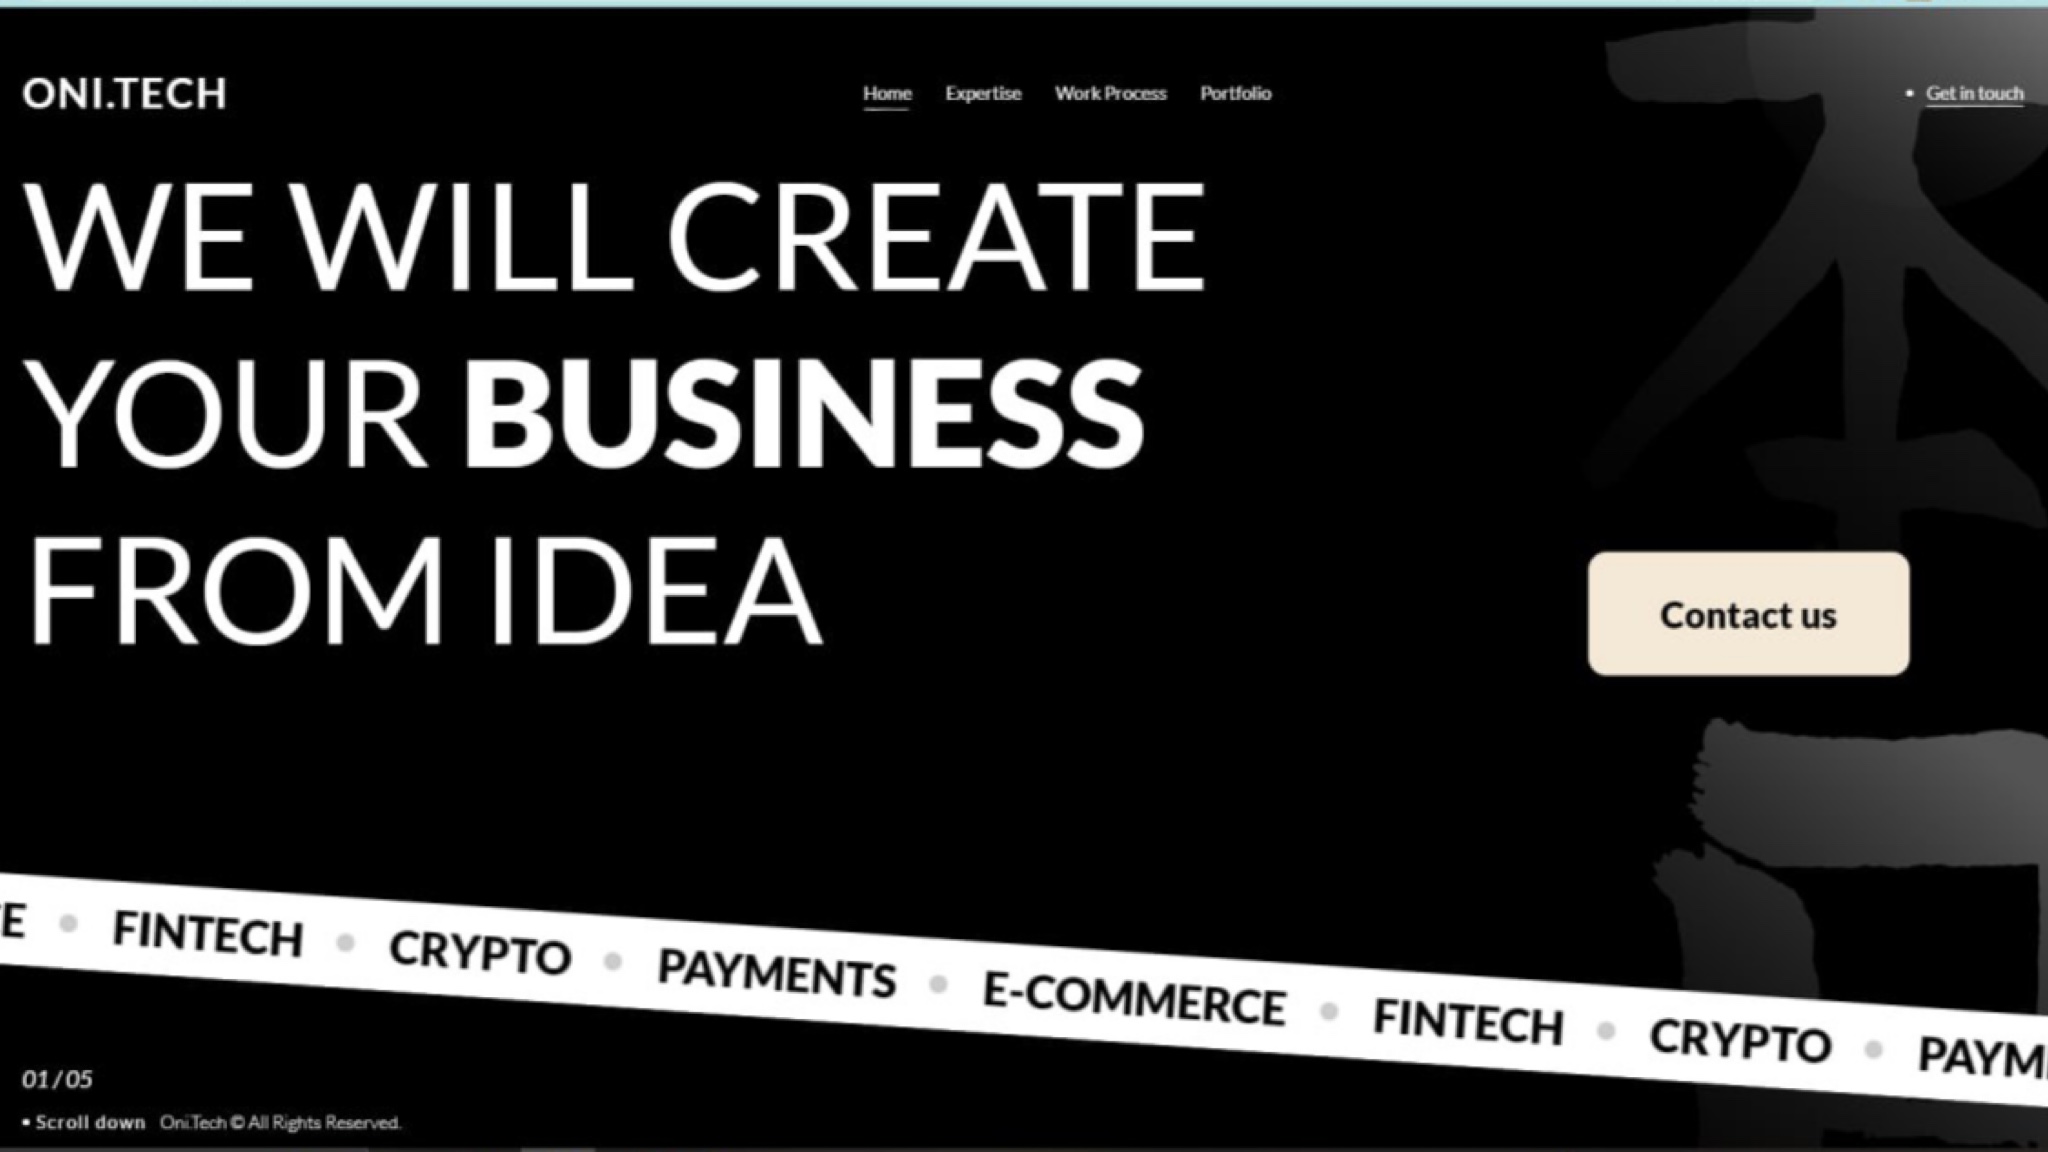 ONI.TECH
Home Expertise Work Process Portfolio
• Get in touch
WE WILL CREATE
YOUR BUSINESS
FROM IDEA
Contact us
FINTECH • CRYPTO • PAYMENTS • E-COMMERCE • FINTECH • CRYPTO •
01/05
• Scroll down Oni.Tech © All Rights Reserved.